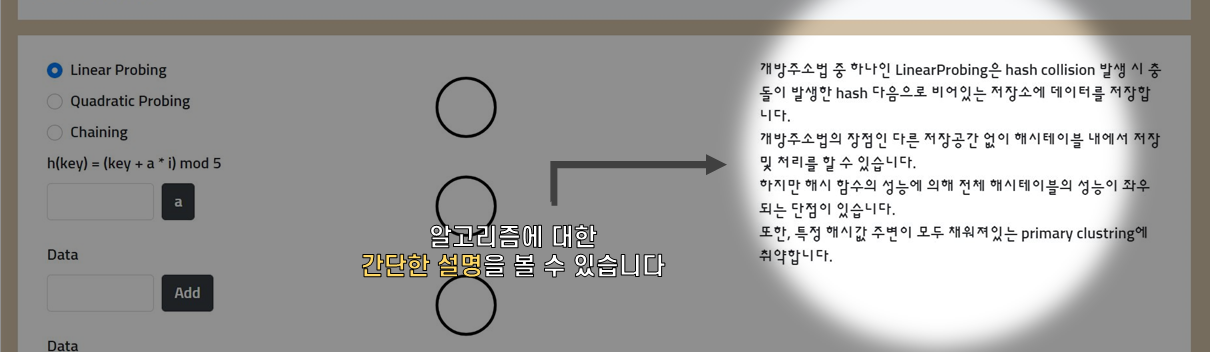 Linear Probing
Quadratic Probing
Chaining
h(key) = (key + a * i) mod 5
a
Data
Add
Data
알고리즘에 대한
간단한 설명을 볼 수 있습니다
개방주소법 중 하나인 LinearProbing은 hash collision 발생 시 충
돌이 발생한 hash 다음으로 비어있는 저장소에 데이터를 저장합
니다.
개방주소법의 장점인 다른 저장공간 없이 해시테이블 내에서 저장
및 처리를 할 수 있습니다.
하지만 해시 함수의 성능에 의해 전체 해시테이블의 성능이 좌우
되는 단점이 있습니다.
또한, 특정 해시값 주변이 모두 채워져있는 primary clustring에
취약합니다.